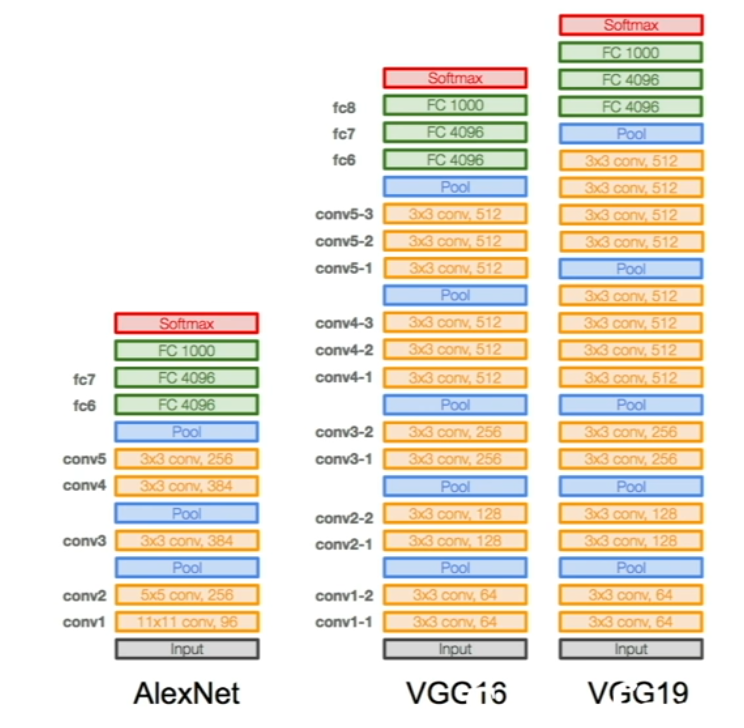 Softmax
FC 1000
FC 4096
fc7
FC 4096
fc6
Pool
conv5
3x3 conv, 256
conv4
3x3 conv, 384
Pool
conv3
3x3 conv, 384
Pool
conv2
5x5 conv, 256
conv1
11x11 conv, 96
Input
AlexNet
Softmax
fc8
FC 1000
fc7
FC 4096
fc6
FC 4096
Pool
conv5-3
3x3 conv, 512
conv5-2
3x3 conv, 512
conv5-1
3x3 conv, 512
Pool
conv4-3
3x3 conv, 512
conv4-2
3x3 conv, 512
conv4-1
3x3 conv, 512
Pool
conv3-2
3x3 conv, 256
conv3-1
3x3 conv, 256
Pool
conv2-2
3x3 conv, 128
conv2-1
3x3 conv, 128
Pool
conv1-2
3x3 conv, 64
conv1-1
3x3 conv, 64
Input
VGG16
Softmax
FC 1000
FC 4096
FC 4096
Pool
3x3 conv, 512
3x3 conv, 512
3x3 conv, 512
3x3 conv, 512
Pool
3x3 conv, 512
3x3 conv, 512
3x3 conv, 512
3x3 conv, 512
Pool
3x3 conv, 256
3x3 conv, 256
Pool
3x3 conv, 128
3x3 conv, 128
Pool
3x3 conv, 64
3x3 conv, 64
Input
VGG19